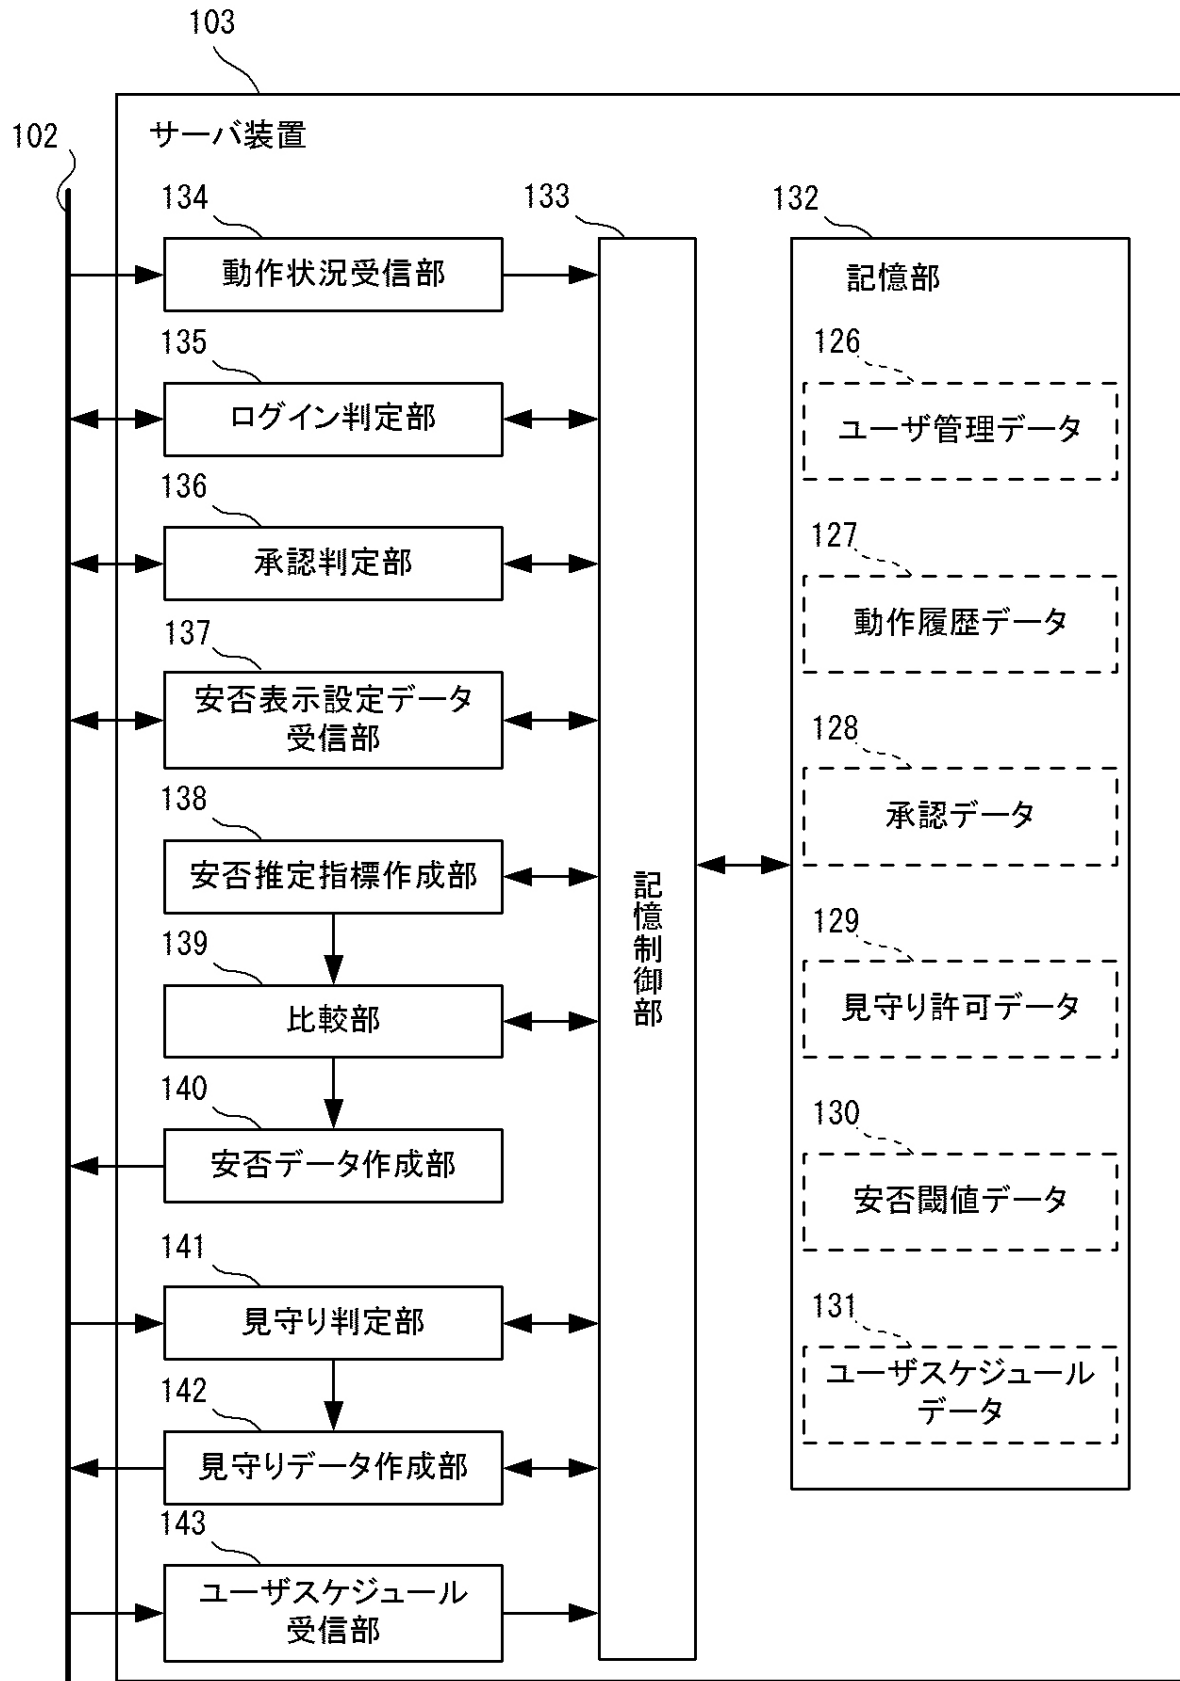 103
102
サーバ装置
134
動作状況受信部
135
ログイン判定部
136
承認判定部
137
安否表示設定データ
受信部
138
安否推定指標作成部
139
比較部
140
安否データ作成部
141
見守り判定部
142
見守りデータ作成部
143
ユーザスケジュール
受信部
133
記憶制御部
132
記憶部
126
ユーザ管理データ
127
動作履歴データ
128
承認データ
129
見守り許可データ
130
安否閾値データ
131
ユーザスケジュール
データ